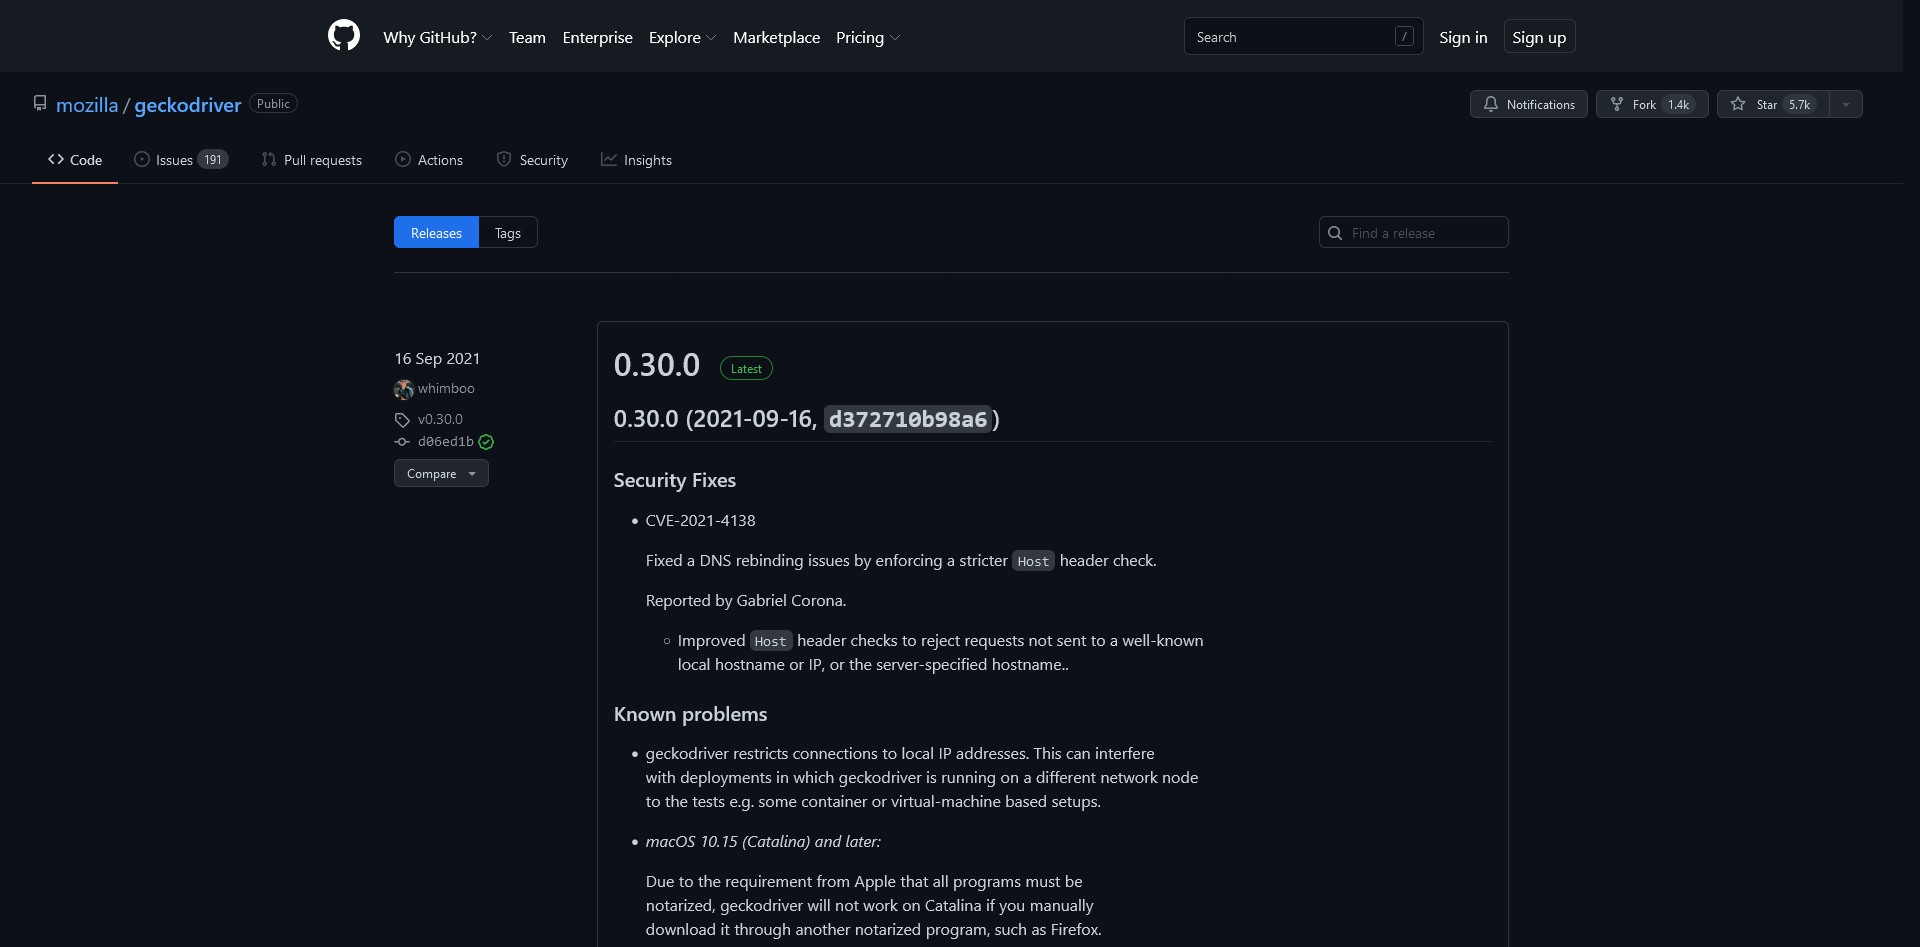 Why GitHub? Team Enterprise Explore Marketplace Pricing Search / Sign in Sign up
mozilla / geckodriver Public Notifications Fork 1.4k Star 5.7k
Code Issues 191 Pull requests Actions Security Insights
Releases Tags Find a release
16 Sep 2021
whimboo
v0.30.0
d06ed1b
Compare
0.30.0 Latest
0.30.0 (2021-09-16, d372710b98a6)
Security Fixes
• CVE-2021-4138
Fixed a DNS rebinding issues by enforcing a stricter Host header check.
Reported by Gabriel Corona.
○ Improved Host header checks to reject requests not sent to a well-known
local hostname or IP, or the server-specified hostname..
Known problems
• geckodriver restricts connections to local IP addresses. This can interfere
with deployments in which geckodriver is running on a different network node
to the tests e.g. some container or virtual-machine based setups.
• macOS 10.15 (Catalina) and later:
Due to the requirement from Apple that all programs must be
notarized, geckodriver will not work on Catalina if you manually
download it through another notarized program, such as Firefox.